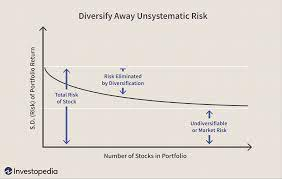 Diversify Away Unsystematic Risk
S.D. (Risk) of Portfolio Return
Total Risk
of Stock
Risk Eliminated
by Diversification
Undiversifiable
or Market Risk
Number of Stocks in Portfolio
Investopedia